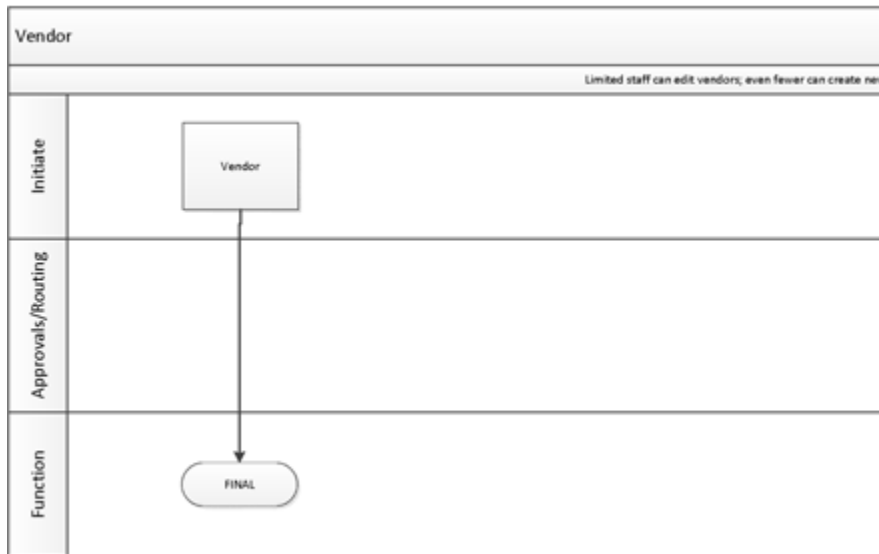 Vendor
Limited staff can edit vendors; even fewer can create
Initiate
Vendor
Approvals/Routing
Function
FINAL